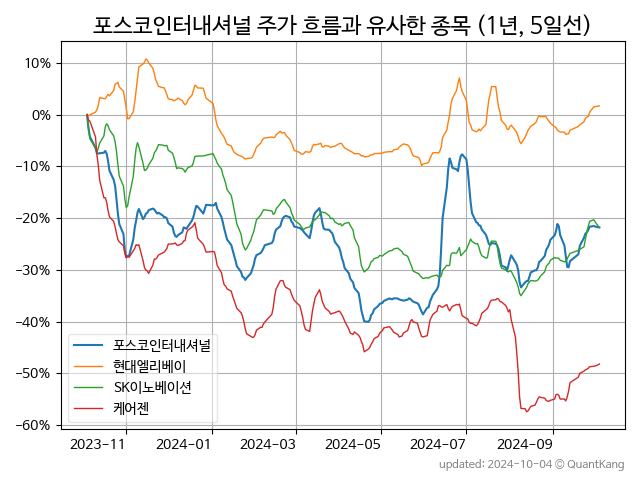 포스코인터내셔널 주가 흐름과 유사한 종목 (1년, 5일선)
10%
0%
−10%
−20%
−30%
−40%
−50%
−60%
포스코인터내셔널
현대엘리베이
SK이노베이션
케어젠
2023-11 2024-01 2024-03 2024-05 2024-07 2024-09
updated: 2024-10-04 © QuantKang